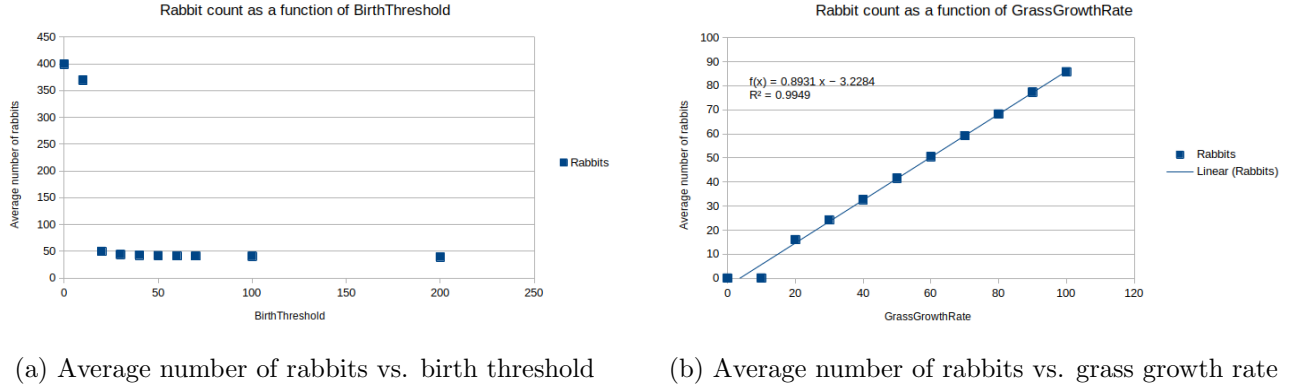 Rabbit count as a function of BirthThreshold
450
400
350
300
250
200
150
100
50
0
Average number of rabbits
0
50
100
150
200
250
BirthThreshold
Rabbits
(a) Average number of rabbits vs. birth threshold
Rabbit count as a function of GrassGrowthRate
100
90
80
70
60
50
40
30
20
10
0
Average number of rabbits
f(x) = 0.8931 x − 3.2284
R² = 0.9949
0
20
40
60
80
100
120
GrassGrowthRate
Rabbits
Linear (Rabbits)
(b) Average number of rabbits vs. grass growth rate